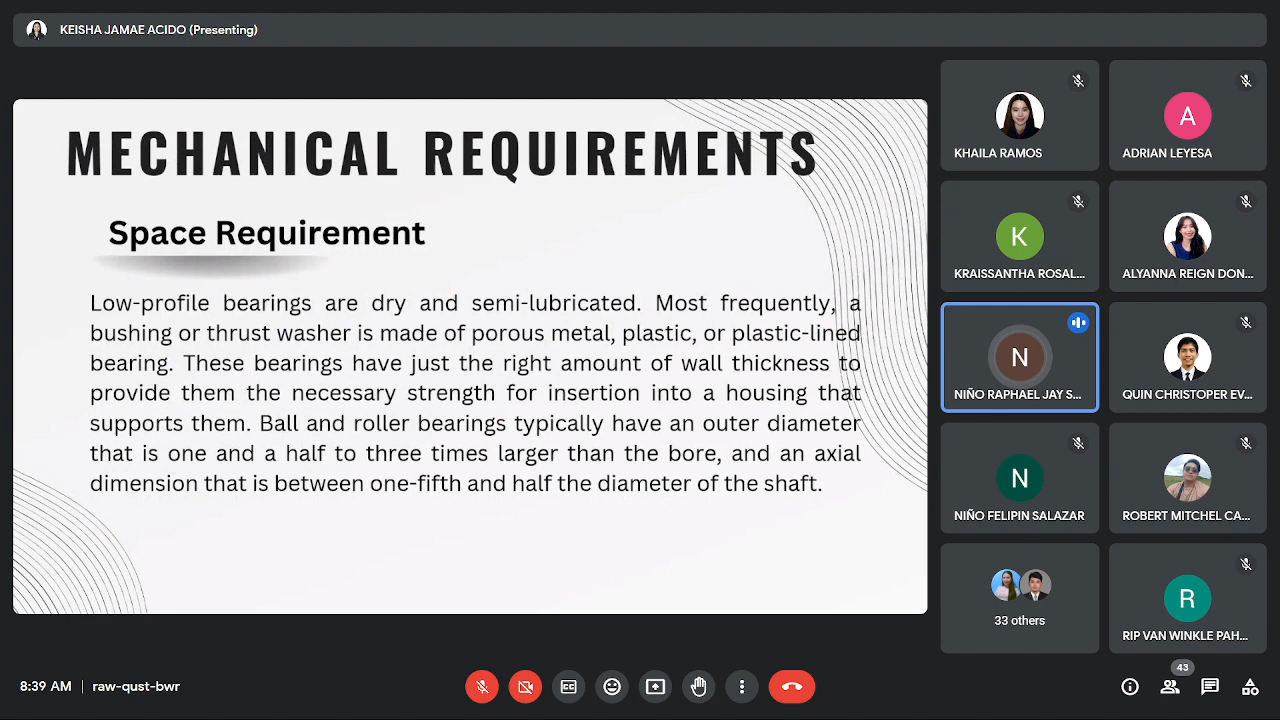 KEISHA JAMAE ACIDO (Presenting)
MECHANICAL REQUIREMENTS
Space Requirement
Low-profile bearings are dry and semi-lubricated. Most frequently, a
bushing or thrust washer is made of porous metal, plastic, or plastic-lined
bearing. These bearings have just the right amount of wall thickness to
provide them the necessary strength for insertion into a housing that
supports them. Ball and roller bearings typically have an outer diameter
that is one and a half to three times larger than the bore, and an axial
dimension that is between one-fifth and half the diameter of the shaft.
KHAILA RAMOS
A
ADRIAN LEYESA
K
KRAISSANTHA ROSAL...
ALYANNA REIGN DON...
N
NIÑO RAPHAEL JAY S...
QUIN CHRISTOPER EV...
N
NIÑO FELIPIN SALAZAR
ROBERT MITCHEL CA...
33 others
R
RIP VAN WINKLE PAH...
8:39 AM | raw-qust-bwr
43